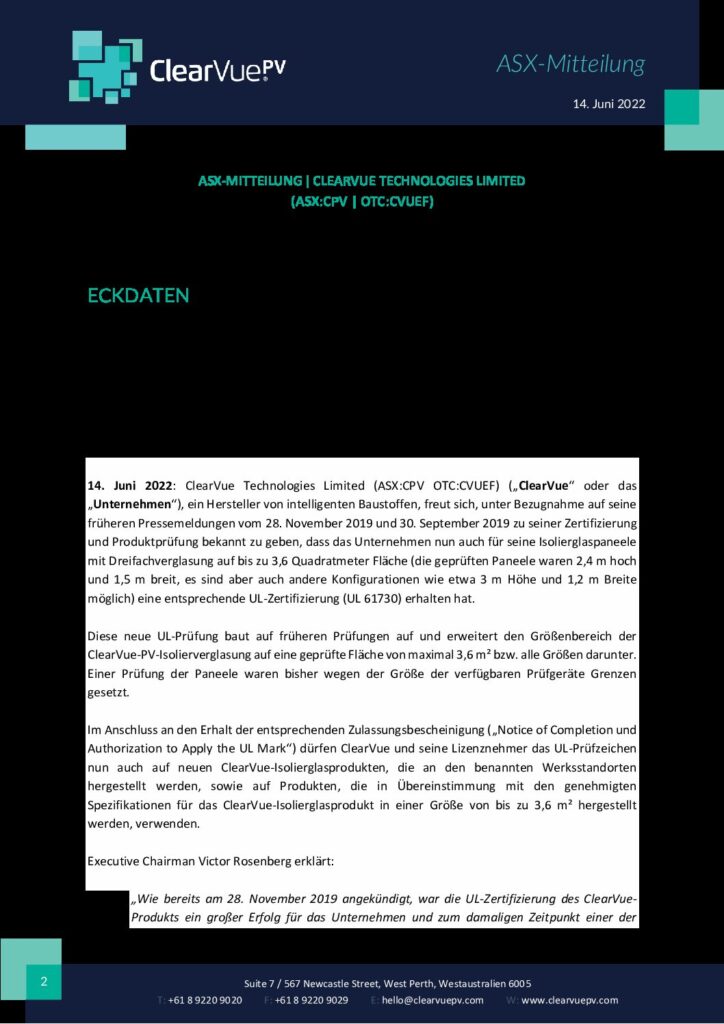 ClearVuePV
ASX-Mitteilung
14. Juni 2022
ASX-MITTEILUNG | CLEARVUE TECHNOLOGIES LIMITED
(ASX:CPV | OTC:CVUEF)
ECKDATEN
14. Juni 2022: ClearVue Technologies Limited (ASX:CPV OTC:CVUEF) („ClearVue“ oder das
„Unternehmen“), ein Hersteller von intelligenten Baustoffen, freut sich, unter Bezugnahme auf seine
früheren Pressemeldungen vom 28. November 2019 und 30. September 2019 zu seiner Zertifizierung
und Produktprüfung bekannt zu geben, dass das Unternehmen nun auch für seine Isolierglaspaneele
mit Dreifachverglasung auf bis zu 3,6 Quadratmeter Fläche (die geprüften Paneele waren 2,4 m hoch
und 1,5 m breit, es sind aber auch andere Konfigurationen wie etwa 3 m Höhe und 1,2 m Breite
möglich) eine entsprechende UL-Zertifizierung (UL 61730) erhalten hat.
Diese neue UL-Prüfung baut auf früheren Prüfungen auf und erweitert den Größenbereich der
ClearVue-PV-Isolierverglasung auf eine geprüfte Fläche von maximal 3,6 m² bzw. alle Größen darunter.
Einer Prüfung der Paneele waren bisher wegen der Größe der verfügbaren Prüfgeräte Grenzen
gesetzt.
Im Anschluss an den Erhalt der entsprechenden Zulassungsbescheinigung („Notice of Completion und
Authorization to Apply the UL Mark“) dürfen ClearVue und seine Lizenznehmer das UL-Prüfzeichen
nun auch auf neuen ClearVue-Isolierglasprodukten, die an den benannten Werksstandorten
hergestellt werden, sowie auf Produkten, die in Übereinstimmung mit den genehmigten
Spezifikationen für das ClearVue-Isolierglasprodukt in einer Größe von bis zu 3,6 m² hergestellt
werden, verwenden.
Executive Chairman Victor Rosenberg erklärt:
„Wie bereits am 28. November 2019 angekündigt, war die UL-Zertifizierung des ClearVue-
Produkts ein großer Erfolg für das Unternehmen und zum damaligen Zeitpunkt einer der
2
Suite 7 / 567 Newcastle Street, West Perth, Westaustralien 6005
T: +61 8 9220 9020 F: +61 8 9220 9029 E: hello@clearvuepv.com W: www.clearvuepv.com